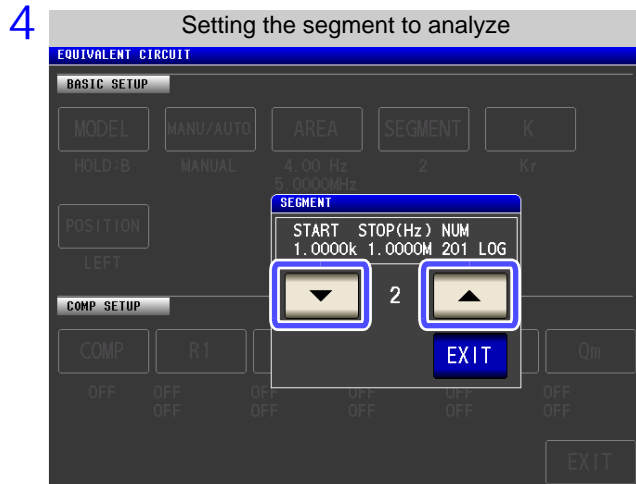 4
Setting the segment to analyze
EQUIVALENT CIRCUIT
BASIC SETUP
MODEL MANU/AUTO AREA SEGMENT K
HOLD:B MANUAL 4.00 Hz 2 Kr
5.0000MHz
POSITION
LEFT
SEGMENT
START STOP(Hz) NUM
1.0000k 1.0000M 201 LOG
2
EXIT
COMP SETUP
COMP R1 Qm
OFF OFF OFF OFF OFF OFF
OFF OFF OFF OFF OFF
EXIT